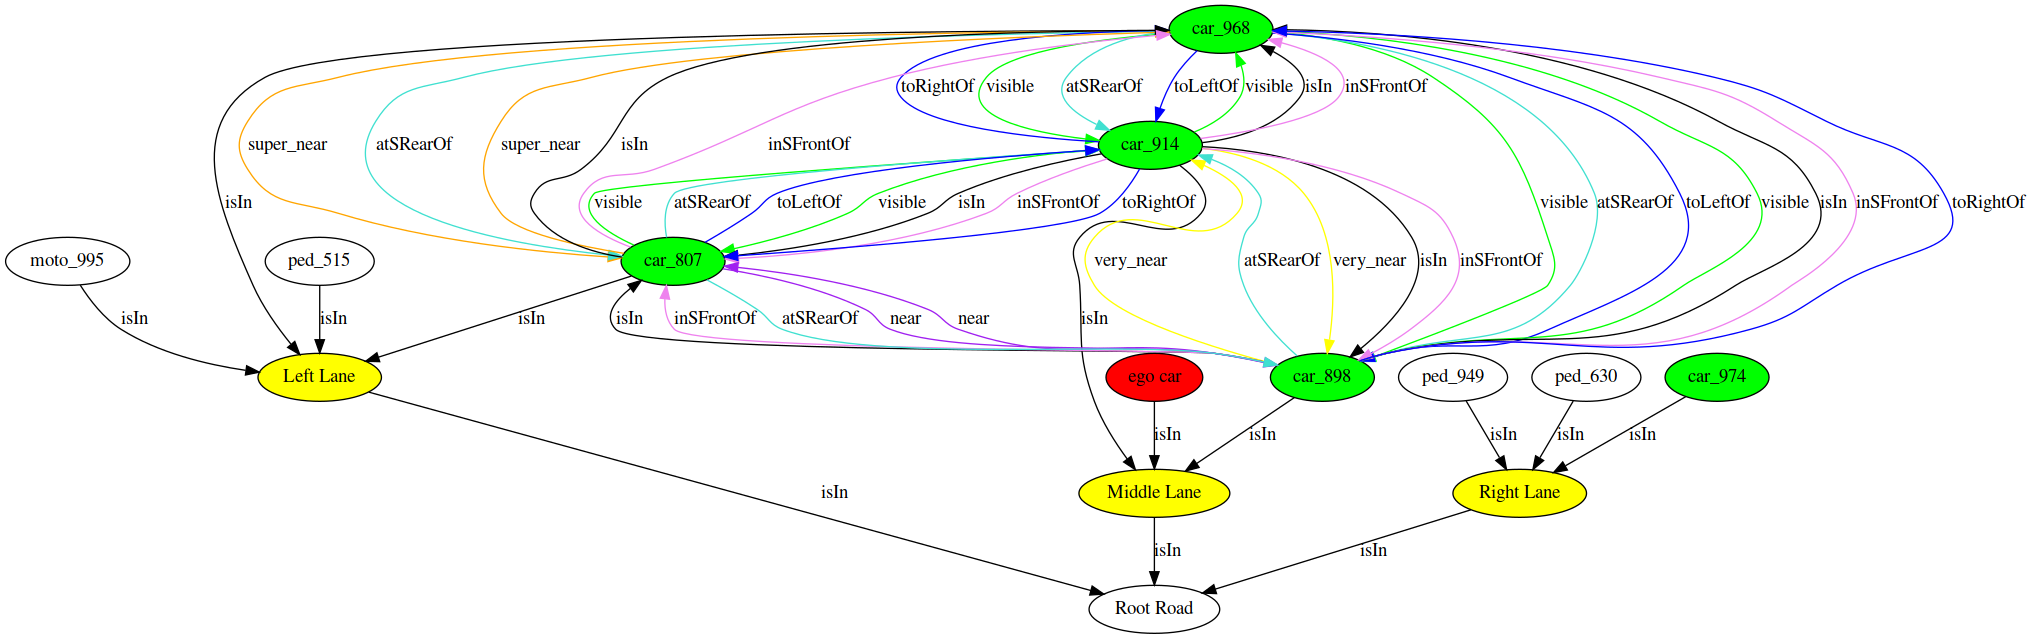 car_968
toRightOf visible atSRearOf toLeftOf visible isIn inSFrontOf
super_near atSRearOf super_near isIn inSFrontOf car_914
isIn visible atSRearOf toLeftOf visible isIn inSFrontOf toRightOf visible atSRearOf toLeftOf visible isIn inSFrontOf toRightOf
moto_995 ped_515 car_807 very_near atSRearOf very_near isIn inSFrontOf
isIn isIn isIn isIn inSFrontOf atSRearOf near near isIn
Left Lane ego car car_898 ped_949 ped_630 car_974
isIn isIn isIn isIn isIn
isIn Middle Lane Right Lane
isIn isIn
Root Road